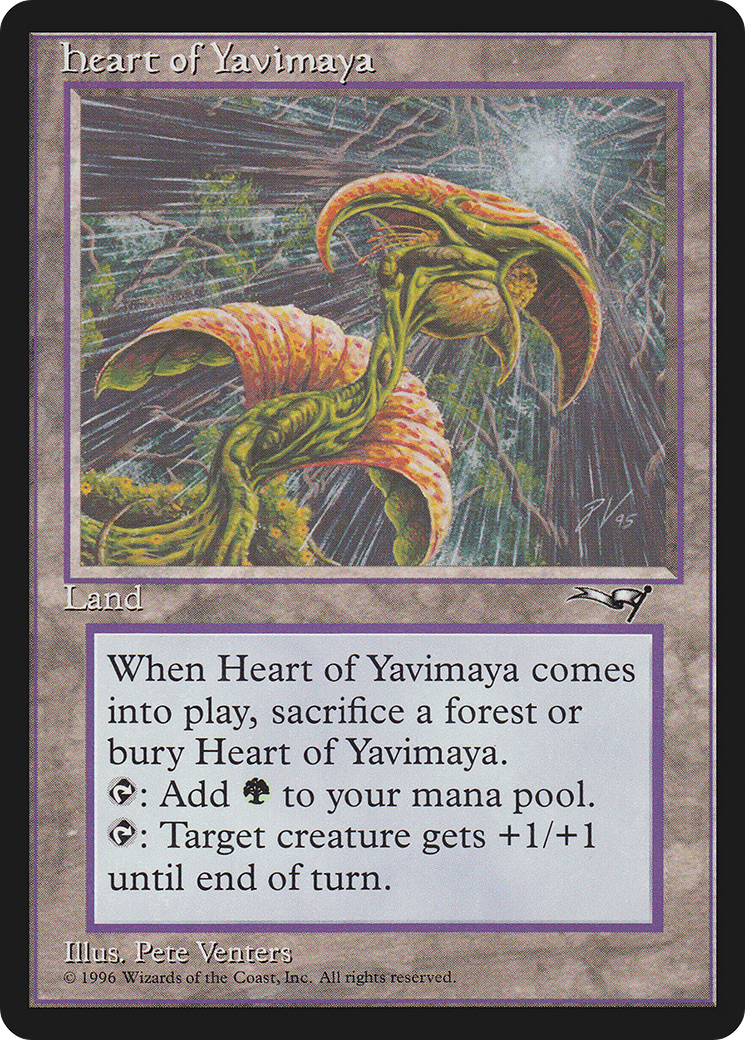 Heart of Yavimaya
PV95
Land
When Heart of Yavimaya comes
into play, sacrifice a forest or
bury Heart of Yavimaya.
: Add to your mana pool.
: Target creature gets +1/+1
until end of turn.
Illus. Pete Venters
© 1996 Wizards of the Coast, Inc. All rights reserved.